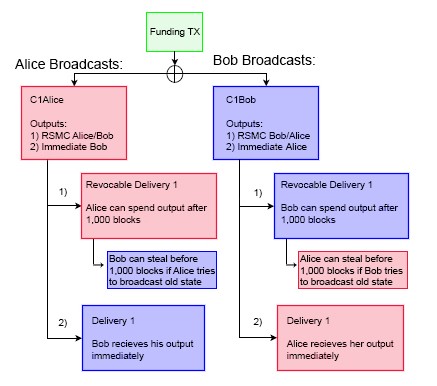 Funding TX
Alice Broadcasts:
Bob Broadcasts:
C1Alice
Outputs:
1) RSMC Alice/Bob
2) Immediate Bob
C1Bob
Outputs:
1) RSMC Bob/Alice
2) Immediate Alice
1)
Revocable Delivery 1
Alice can spend output after
1,000 blocks
1)
Revocable Delivery 1
Bob can spend output after
1,000 blocks
Bob can steal before
1,000 blocks if Alice tries
to broadcast old state
Alice can steal before
1,000 blocks if Bob tries
to broadcast old state
2)
Delivery 1
Bob recieves his output
immediately
2)
Delivery 1
Alice recieves her output
immediately